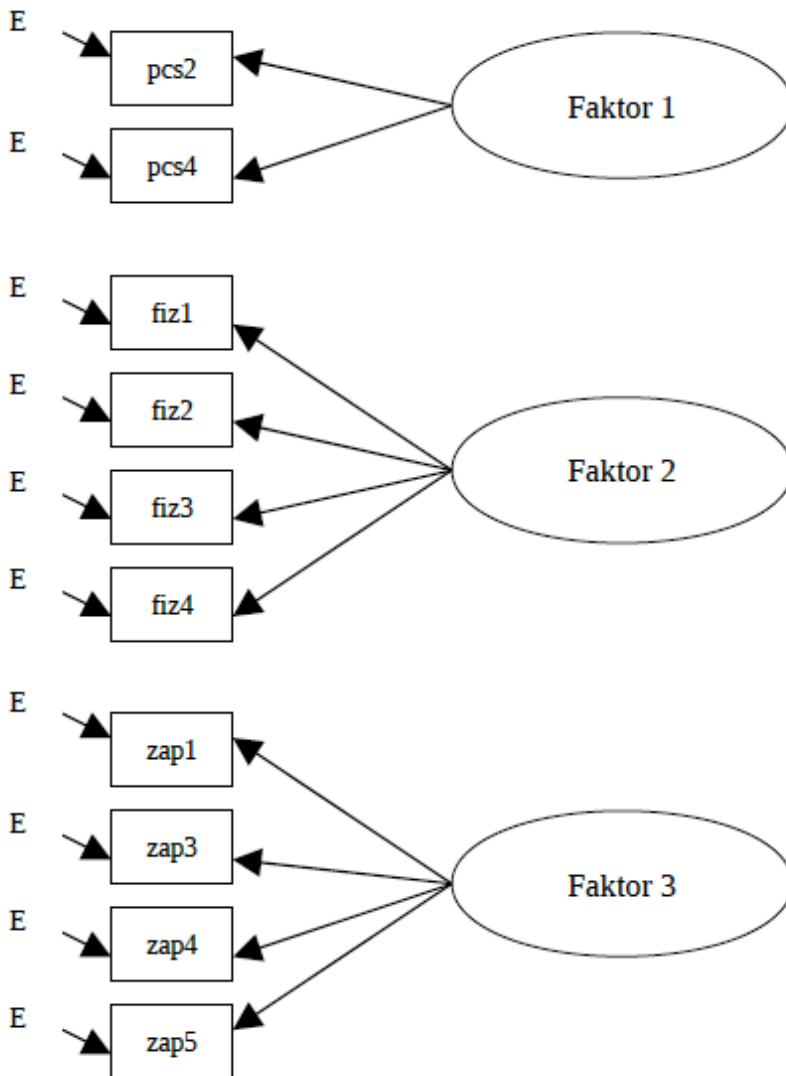 E
pcs2
Faktor 1
E
pcs4
E
fiz1
E
fiz2
Faktor 2
E
fiz3
E
fiz4
E
zap1
E
zap3
Faktor 3
E
zap4
E
zap5